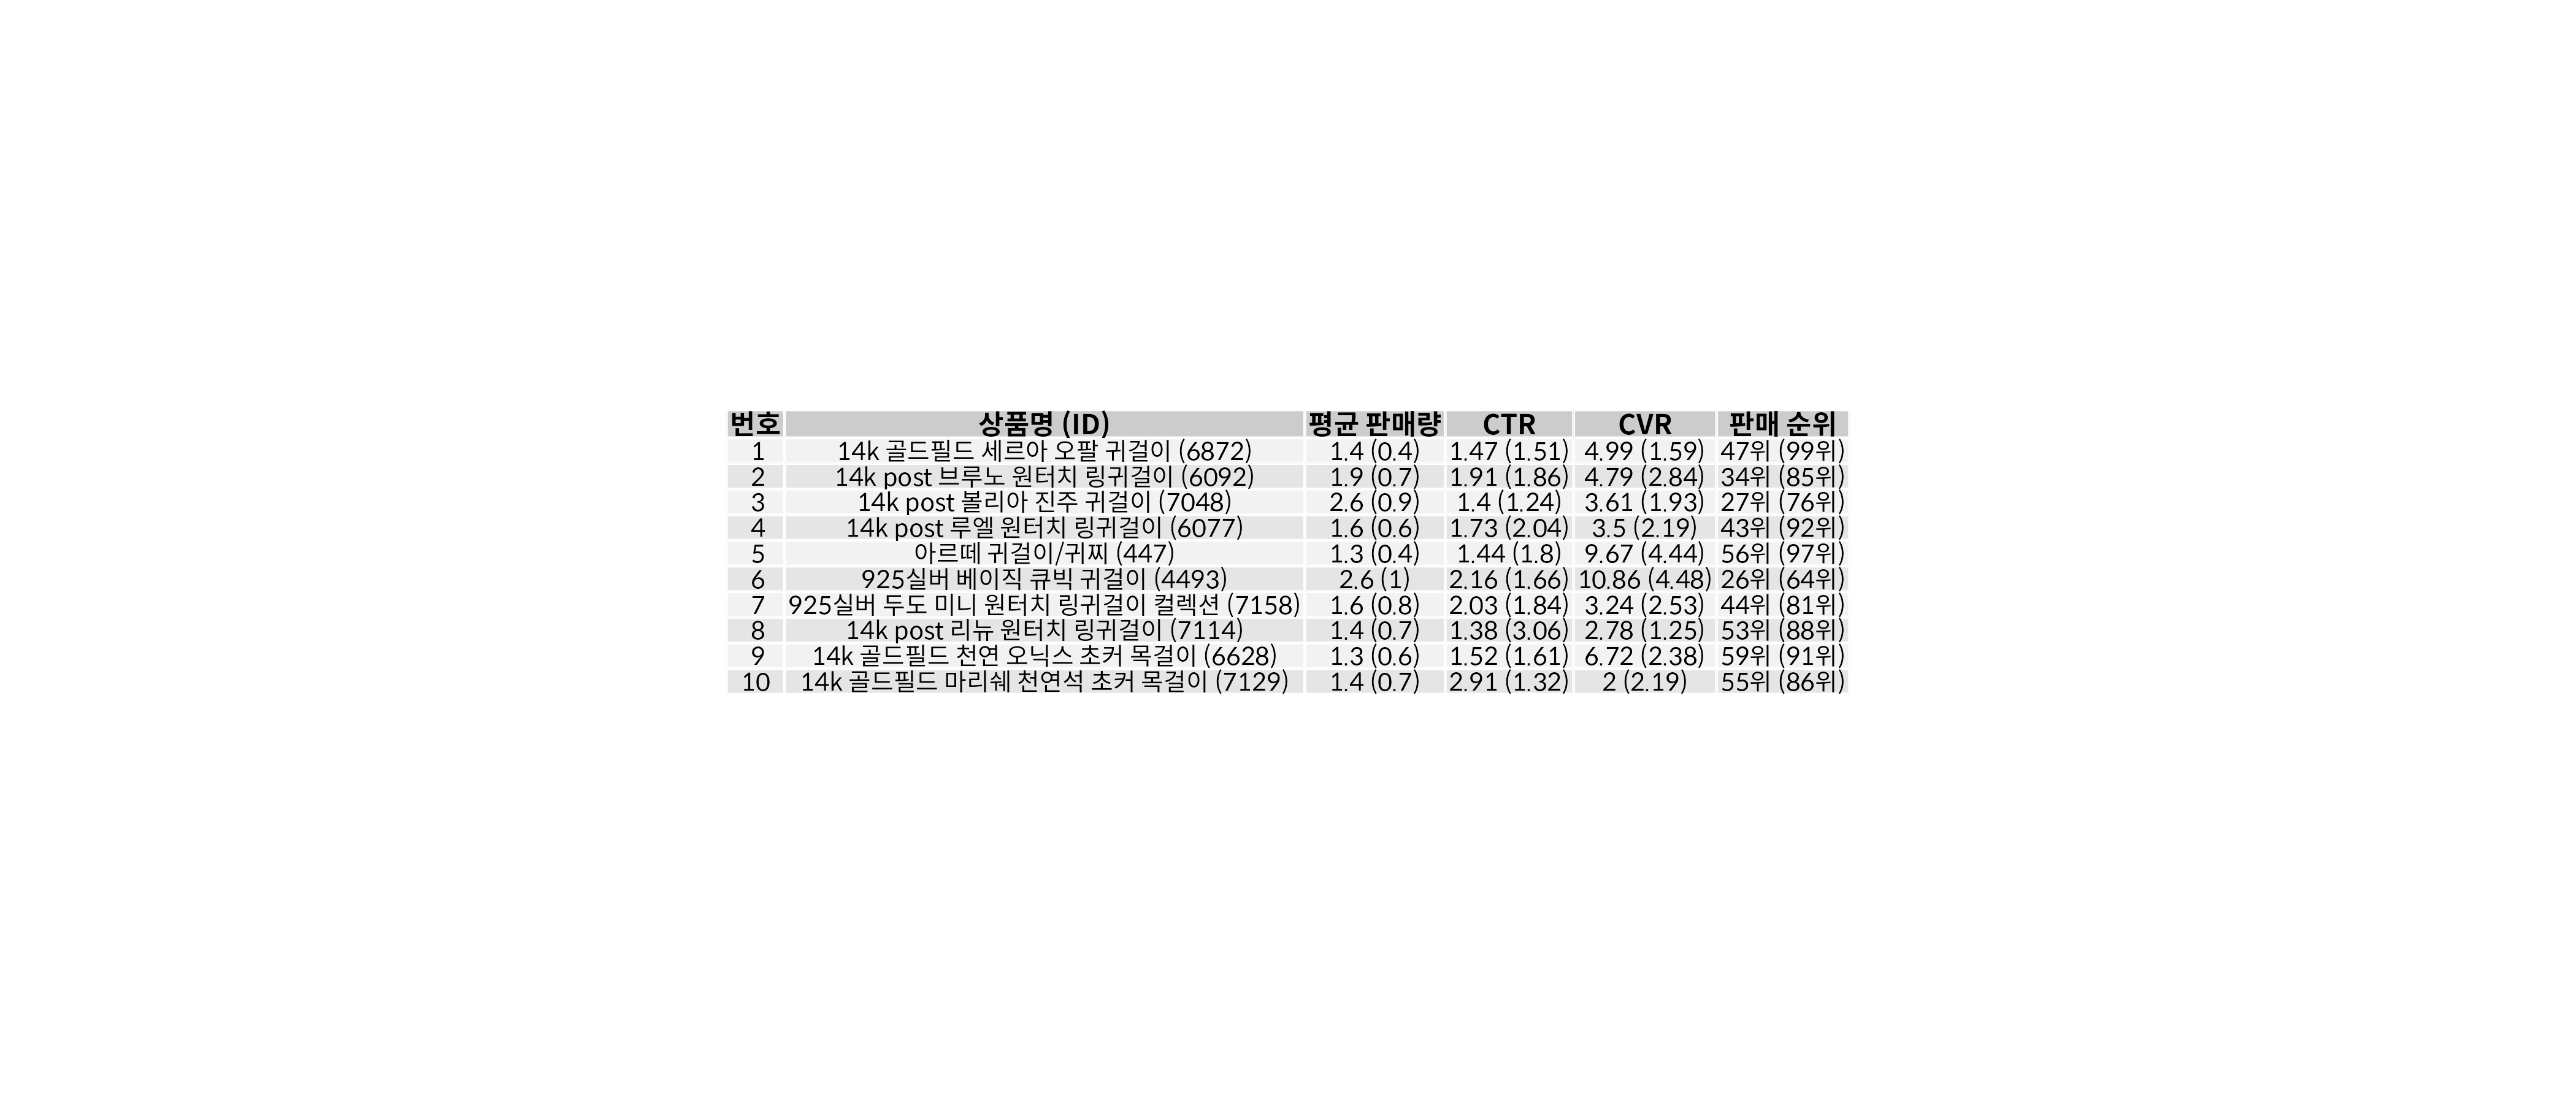 번호 상품명 (ID) 평균 판매량 CTR CVR 판매 순위
1 14k 골드필드 세르아 오팔 귀걸이 (6872) 1.4 (0.4) 1.47 (1.51) 4.99 (1.59) 47위 (99위)
2 14k post 브루노 원터치 링귀걸이 (6092) 1.9 (0.7) 1.91 (1.86) 4.79 (2.84) 34위 (85위)
3 14k post 볼리아 진주 귀걸이 (7048) 2.6 (0.9) 1.4 (1.24) 3.61 (1.93) 27위 (76위)
4 14k post 루엘 원터치 링귀걸이 (6077) 1.6 (0.6) 1.73 (2.04) 3.5 (2.19) 43위 (92위)
5 아르떼 귀걸이/귀찌 (447) 1.3 (0.4) 1.44 (1.8) 9.67 (4.44) 56위 (97위)
6 925실버 베이직 큐빅 귀걸이 (4493) 2.6 (1) 2.16 (1.66) 10.86 (4.48) 26위 (64위)
7 925실버 두도 미니 원터치 링귀걸이 컬렉션 (7158) 1.6 (0.8) 2.03 (1.84) 3.24 (2.53) 44위 (81위)
8 14k post 리뉴 원터치 링귀걸이 (7114) 1.4 (0.7) 1.38 (3.06) 2.78 (1.25) 53위 (88위)
9 14k 골드필드 천연 오닉스 초커 목걸이 (6628) 1.3 (0.6) 1.52 (1.61) 6.72 (2.38) 59위 (91위)
10 14k 골드필드 마리쉐 천연석 초커 목걸이 (7129) 1.4 (0.7) 2.91 (1.32) 2 (2.19) 55위 (86위)